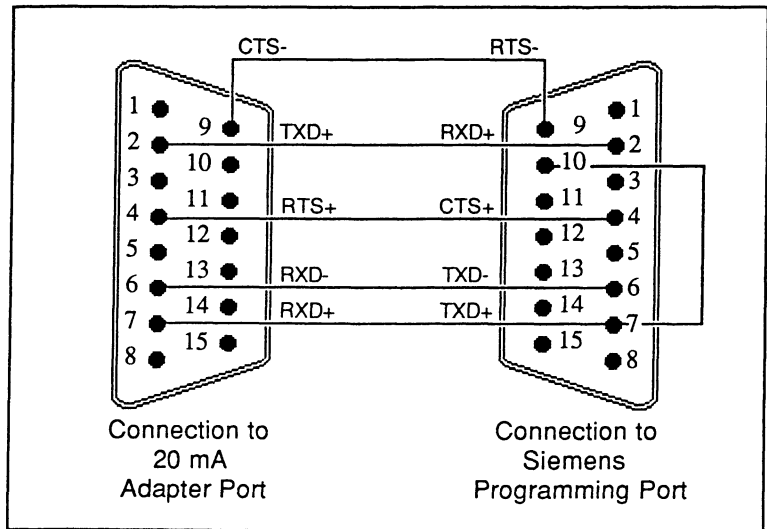 CTS- RTS-
1 9 TXD+ RXD+ 9 1
2 10 10 2
3 11 11 3
4 RTS+ CTS+ 4
12 12
5 13 13 5
6 RXD- TXD- 6
14 14
7 RXD+ TXD+ 7
15 15
8 8
Connection to
20 mA
Adapter Port
Connection to
Siemens
Programming Port